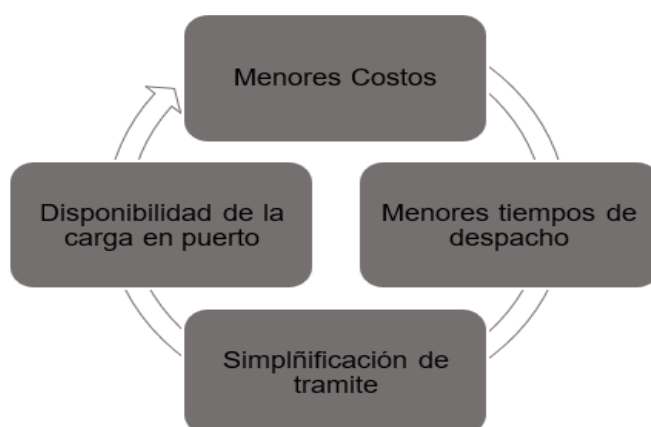 Menores Costos
Disponibilidad de la
carga en puerto
Menores tiempos de
despacho
Simplñificación de
tramite